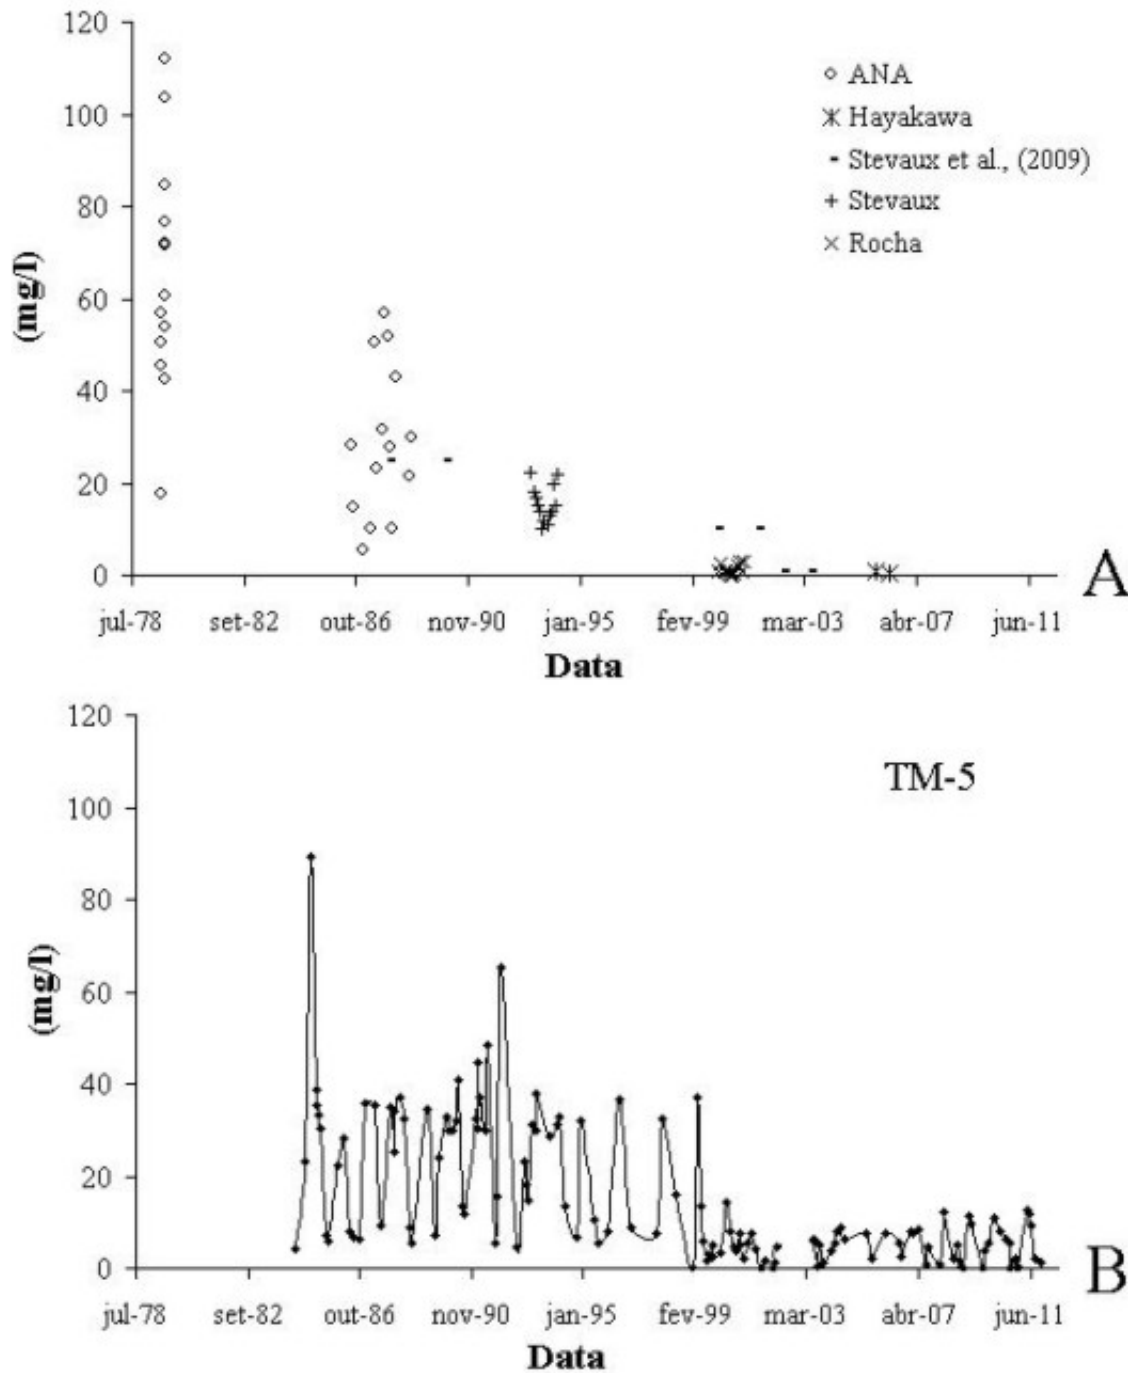 120
100
80
60
40
20
0
(mg/l)
ANA
Hayakawa
Stevaux et al., (2009)
Stevaux
Rocha
A
jul-78 set-82 out-86 nov-90 jan-95 fev-99 mar-03 abr-07 jun-11
Data
120
100
80
60
40
20
0
(mg/l)
TM-5
B
jul-78 set-82 out-86 nov-90 jan-95 fev-99 mar-03 abr-07 jun-11
Data